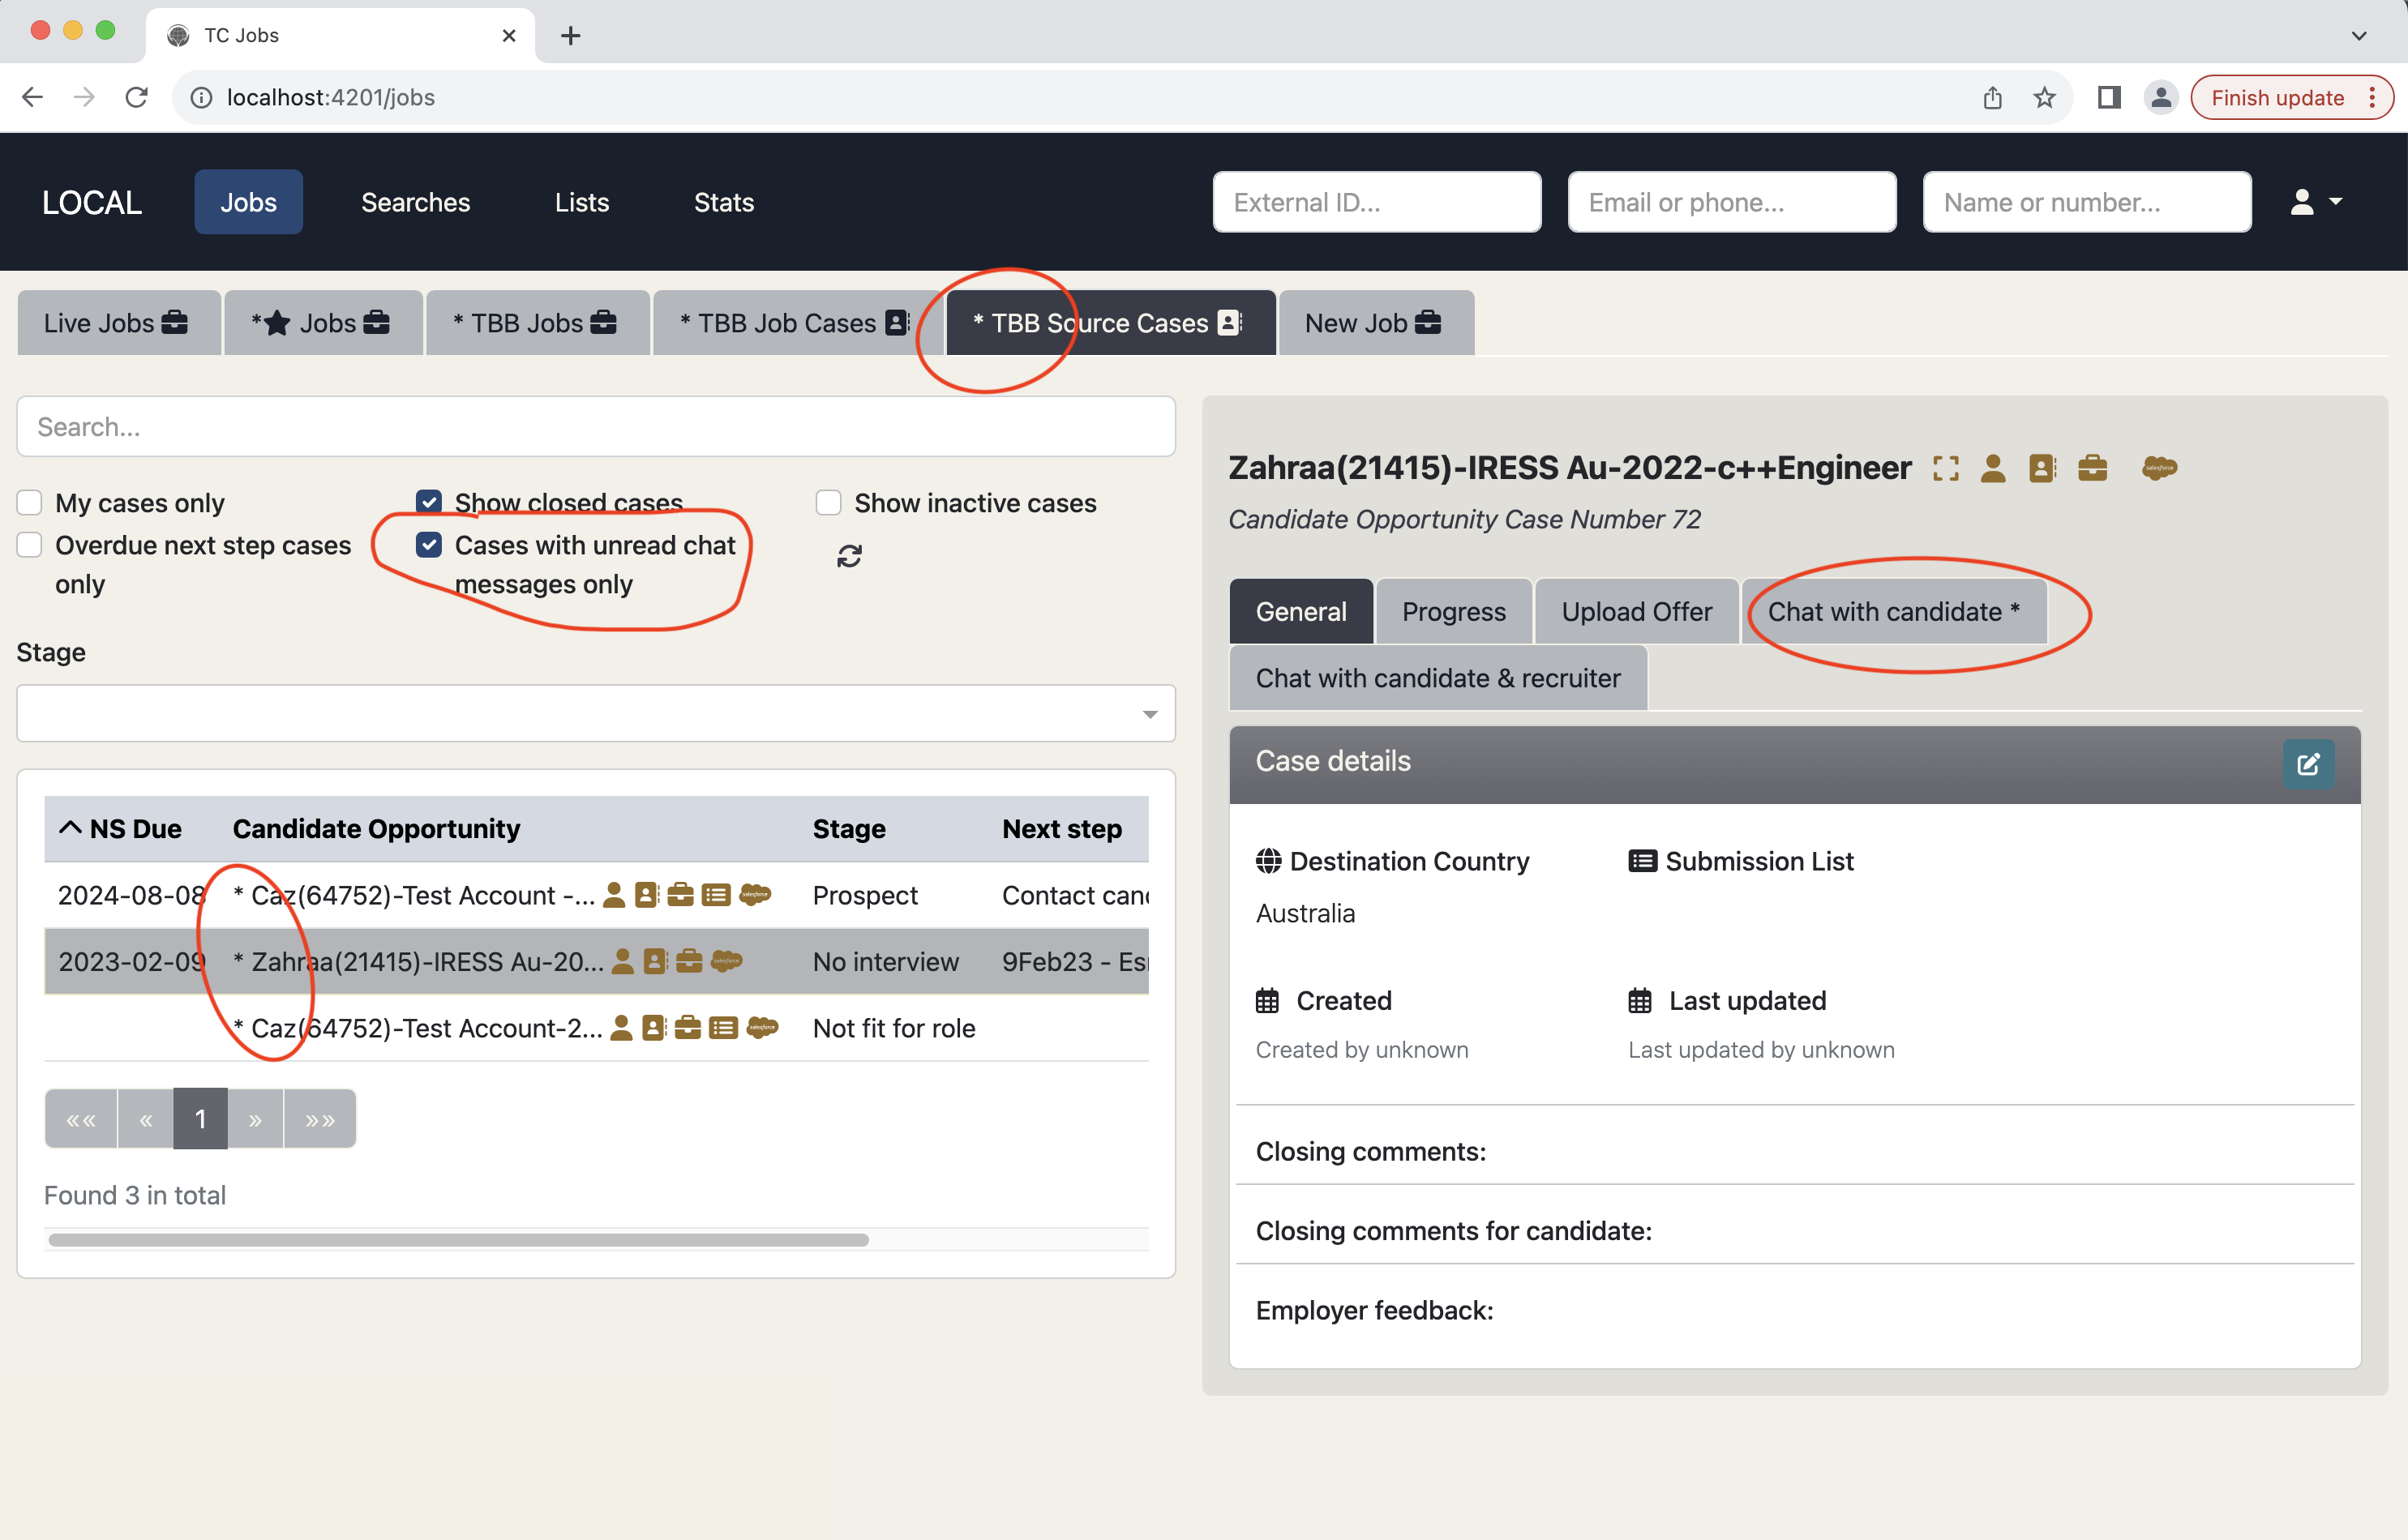 TC Jobs
localhost:4201/jobs
Finish update
LOCAL
Jobs
Searches
Lists
Stats
External ID...
Email or phone...
Name or number...
Live Jobs
* Jobs
* TBB Jobs
* TBB Job Cases
* TBB Source Cases
New Job
Search...
My cases only
Show closed cases
Show inactive cases
Overdue next step cases
only
Cases with unread chat
messages only
Stage
NS Due Candidate Opportunity Stage Next step
2024-08-08 * Caz(64752)-Test Account -... salesforce Prospect Contact can
2023-02-09 * Zahraa(21415)-IRESS Au-20... salesforce No interview 9Feb23 - Es
* Caz(64752)-Test Account-2... salesforce Not fit for role
«« « 1 » »»
Found 3 in total
Zahraa(21415)-IRESS Au-2022-c++Engineer salesforce
Candidate Opportunity Case Number 72
General
Progress
Upload Offer
Chat with candidate *
Chat with candidate & recruiter
Case details
Destination Country
Submission List
Australia
Created
Last updated
Created by unknown
Last updated by unknown
Closing comments:
Closing comments for candidate:
Employer feedback: